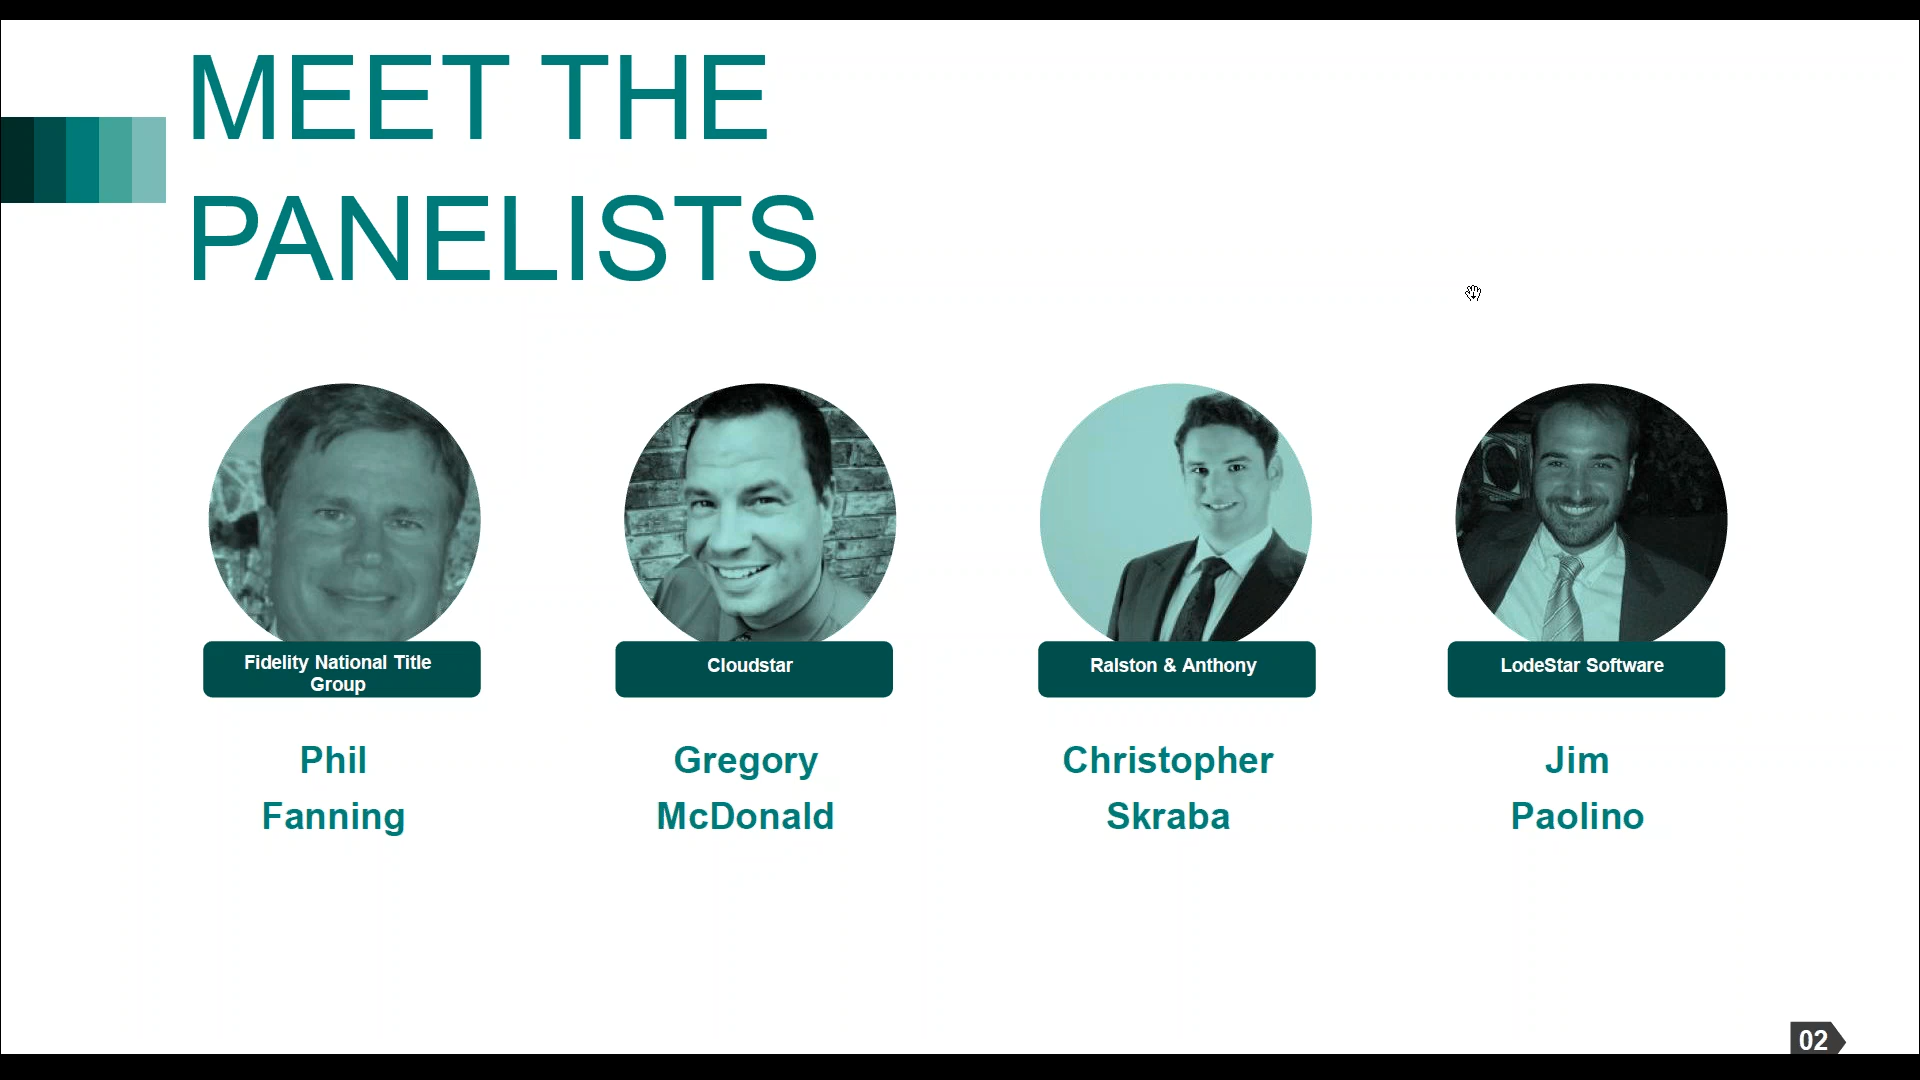 MEET THE
PANELISTS
Fidelity National Title
Group
Cloudstar
Ralston & Anthony
LodeStar Software
Phil
Fanning
Gregory
McDonald
Christopher
Skraba
Jim
Paolino
02